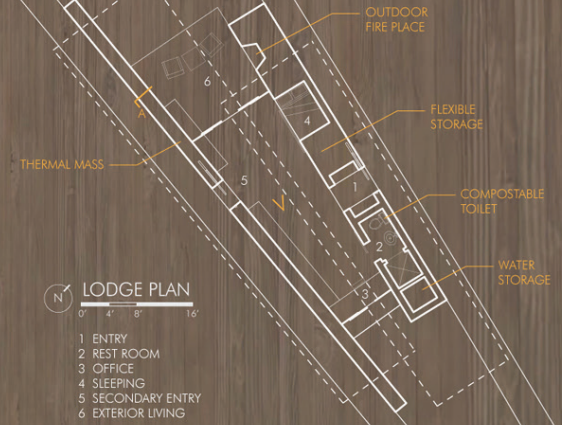 OUTDOOR
FIRE PLACE
6
A
4
FLEXIBLE
STORAGE
THERMAL MASS
5
1
COMPOSTABLE
TOILET
2
WATER
STORAGE
3
N
LODGE PLAN
0' 4' 8' 16'
1 ENTRY
2 REST ROOM
3 OFFICE
4 SLEEPING
5 SECONDARY ENTRY
6 EXTERIOR LIVING